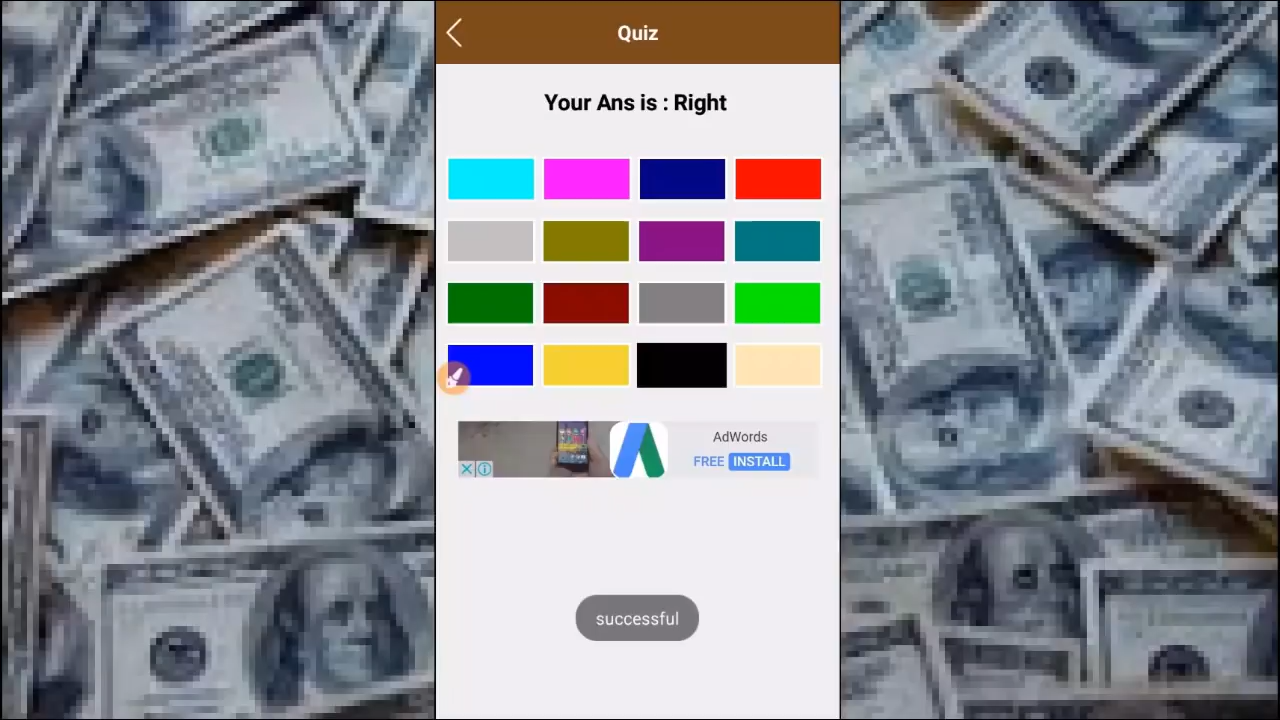 Quiz
Your Ans is : Right
AdWords
FREE INSTALL
successful